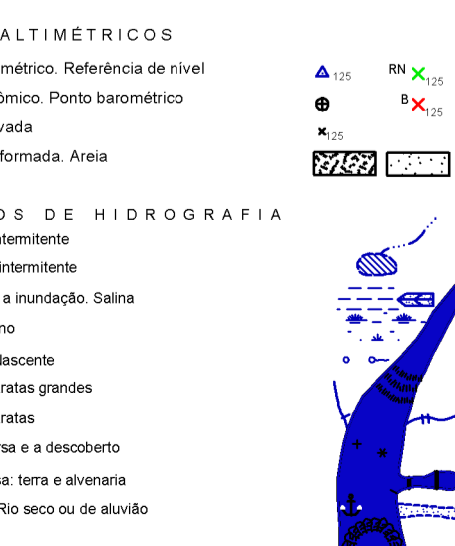 ALTIMÉTRICOS
métrico. Referência de nível
125 RN 125
ômico. Ponto barométrico
B 125
vada
125
formada. Areia
OS DE HIDROGRAFIA
ntermitente
intermitente
a inundação. Salina
no
Nascente
ratas grandes
ratas
rsa e a descoberto
sa: terra e alvenaria
Rio seco ou de aluvião